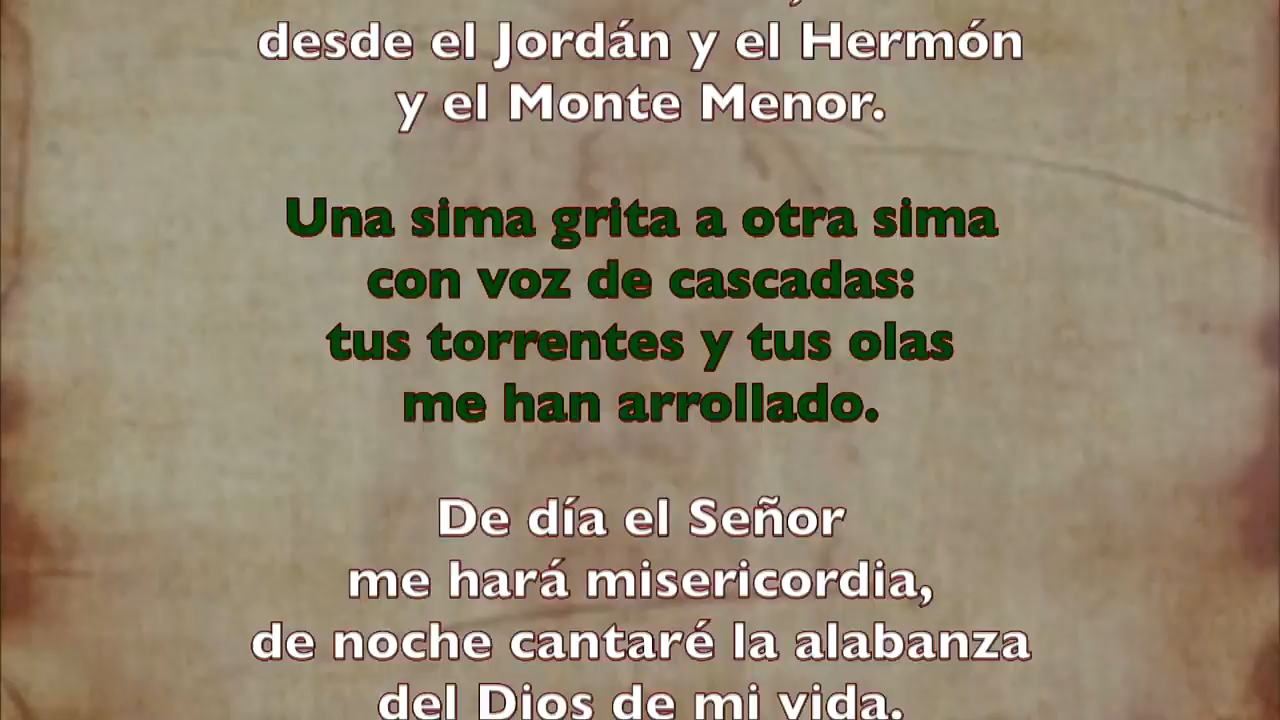 desde el Jordán y el Hermón
y el Monte Menor.
Una sima grita a otra sima
con voz de cascadas:
tus torrentes y tus olas
me han arrollado.
De día el Señor
me hará misericordia,
de noche cantaré la alabanza
del Dios de mi vida.